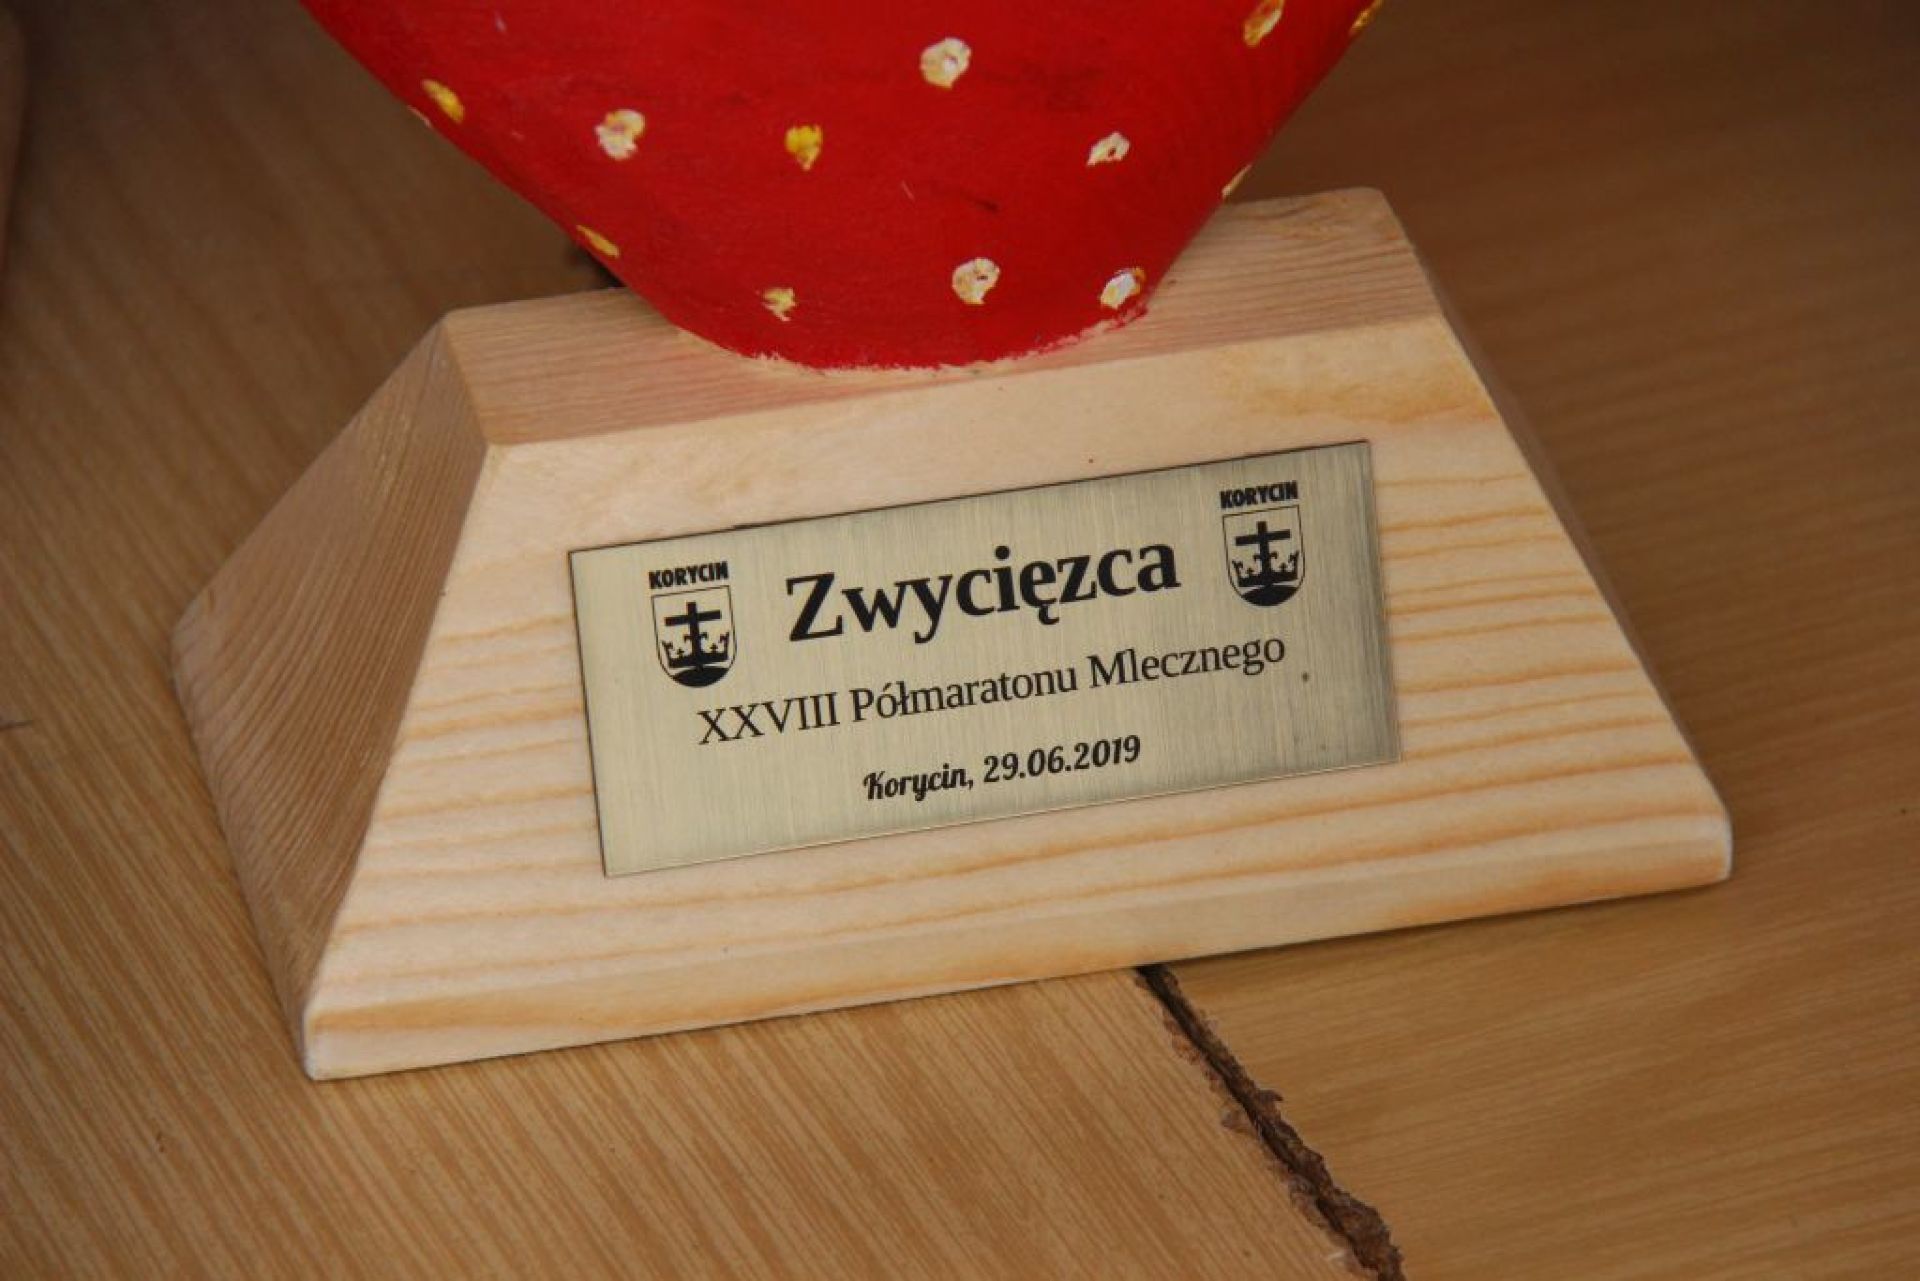 KORYCIN
KORYCIN
Zwycięzca
XXVIII Półmaratonu Mlecznego
Korycin, 29.06.2019